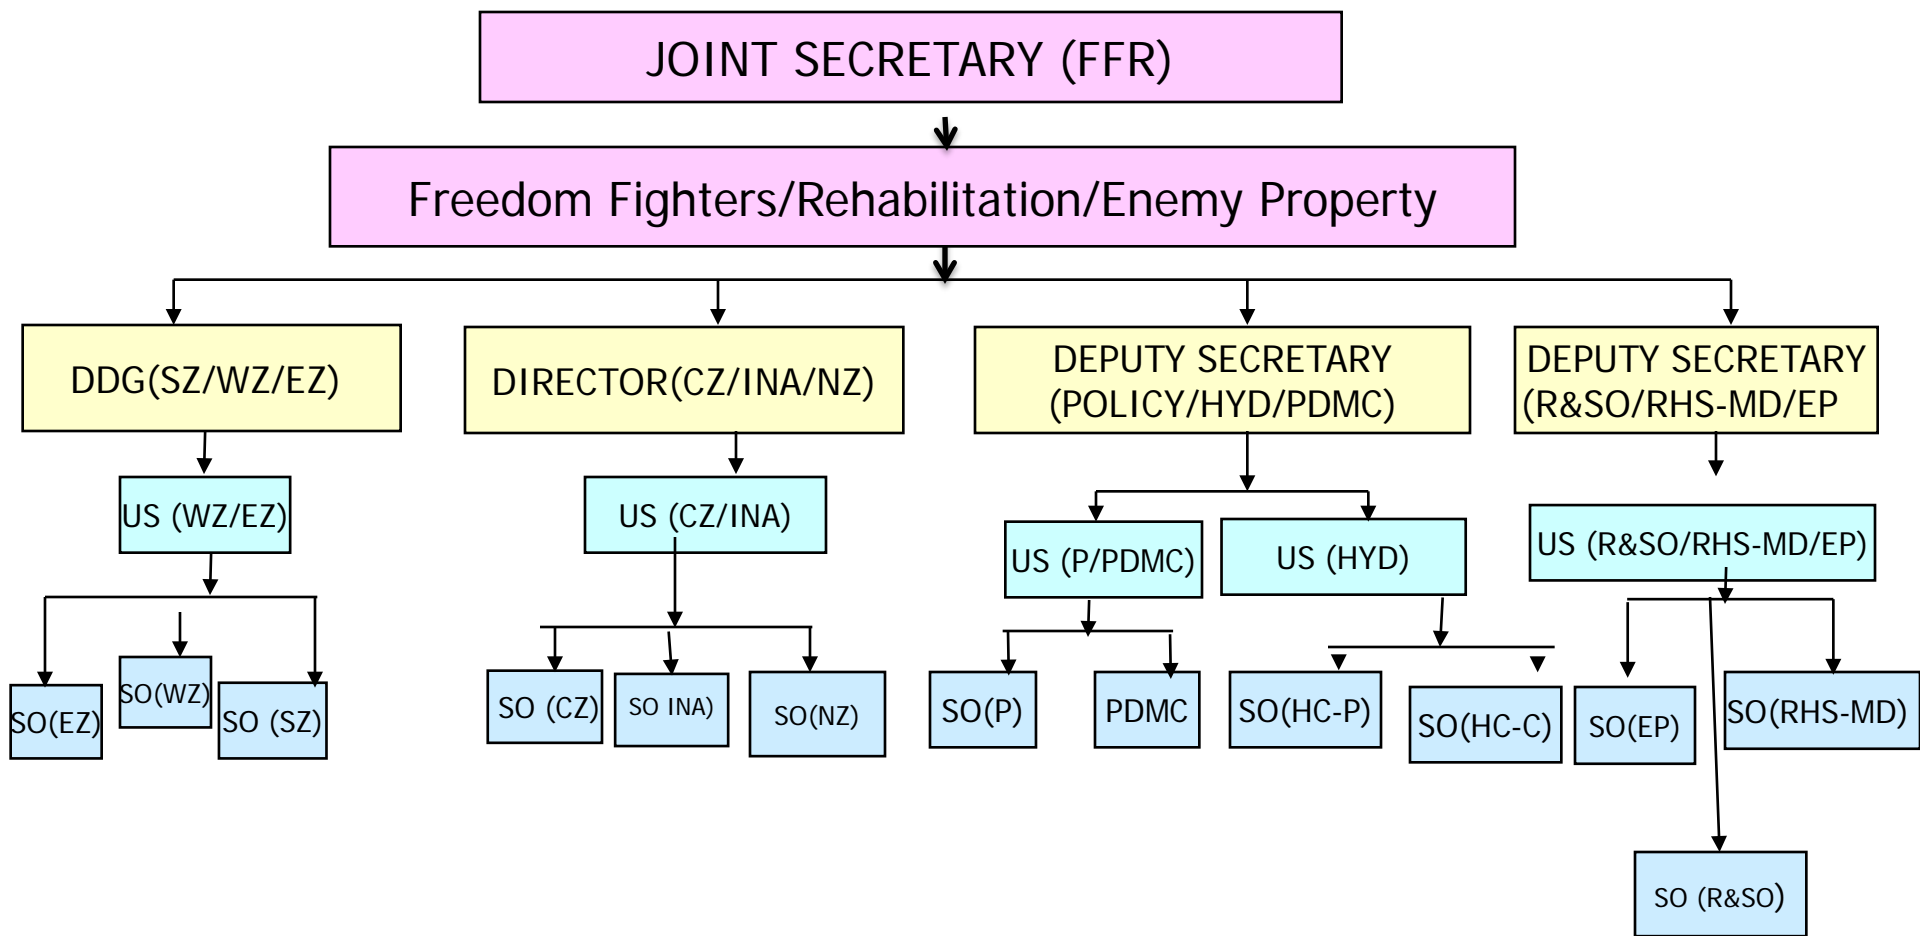 JOINT SECRETARY (FFR)
Freedom Fighters/Rehabilitation/Enemy Property
DDG(SZ/WZ/EZ)
DIRECTOR(CZ/INA/NZ)
DEPUTY SECRETARY
(POLICY/HYD/PDMC)
DEPUTY SECRETARY
(R&SO/RHS-MD/EP
US (WZ/EZ)
US (CZ/INA)
US (P/PDMC)
US (HYD)
US (R&SO/RHS-MD/EP)
SO(EZ)
SO(WZ)
SO (SZ)
SO (CZ)
SO INA)
SO(NZ)
SO(P)
PDMC
SO(HC-P)
SO(HC-C)
SO(EP)
SO(RHS-MD)
SO (R&SO)